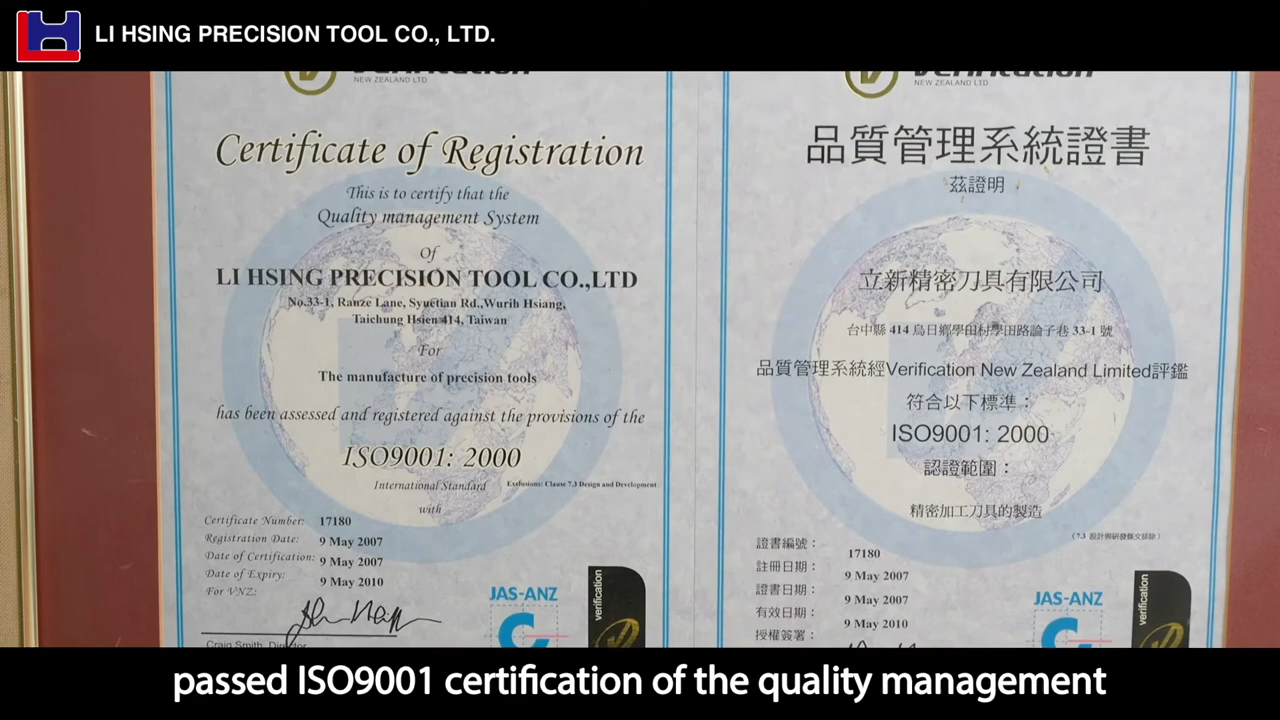 LI HSING PRECISION TOOL CO., LTD.
Verification
NEW ZEALAND LTD
Certificate of Registration
This is to certify that the
Quality management System
Of
LI HSING PRECISION TOOL CO.,LTD
No.33-1, Ranze Lane, Syuetian Rd.,Wurih Hsiang,
Taichung Hsien 414, Taiwan
For
The manufacture of precision tools
has been assessed and registered against the provisions of the
ISO9001: 2000
International Standard
Exclusions: Clause 7.3 Design and Development
with
Certificate Number: 17180
Registration Date: 9 May 2007
Date of Certification: 9 May 2007
Date of Expiry: 9 May 2010
For VNZ:
Craig Smith, Director
JAS-ANZ
verification
Verification
NEW ZEALAND LTD
品質管理系統證書
茲證明
立新精密刀具有限公司
台中縣 414 烏日鄉學田村學田路論子巷 33-1 號
品質管理系統經Verification New Zealand Limited評鑑
符合以下標準：
ISO9001: 2000
認證範圍：
精密加工刀具的製造
（7.3 設計與研發條文排除）
證書編號： 17180
註冊日期： 9 May 2007
證書日期： 9 May 2007
有效日期： 9 May 2010
授權簽署：
JAS-ANZ
verification
passed ISO9001 certification of the quality management